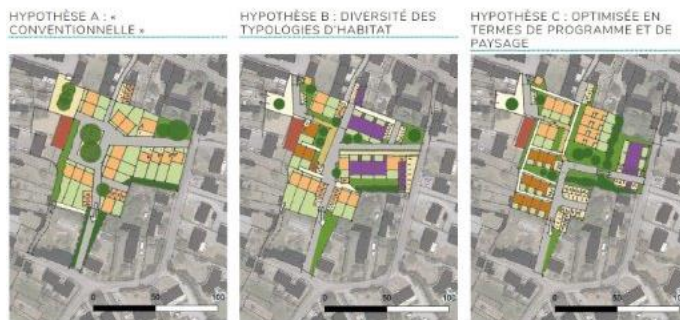 HYPOTHÈSE A : «
CONVENTIONNELLE »
HYPOTHÈSE B : DIVERSITÉ DES
TYPOLOGIES D'HABITAT
HYPOTHÈSE C : OPTIMISÉE EN
TERMES DE PROGRAMME ET DE
PAYSAGE
0 50 100
0 50 100
0 50 100